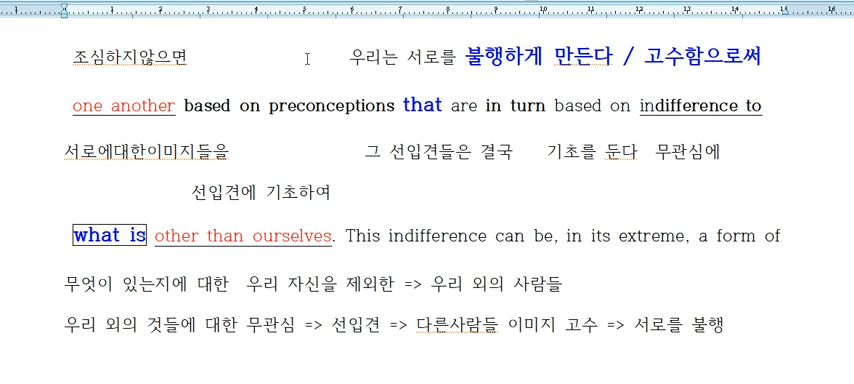 조심하지않으면 우리는 서로를 불행하게 만든다 / 고수함으로써
one another based on preconceptions that are in turn based on indifference to
서로에대한이미지들을 그 선입견들은 결국 기초를 둔다 무관심에
선입견에 기초하여
what is other than ourselves. This indifference can be, in its extreme, a form of
무엇이 있는지에 대한 우리 자신을 제외한 => 우리 외의 사람들
우리 외의 것들에 대한 무관심 => 선입견 => 다른사람들 이미지 고수 => 서로를 불행